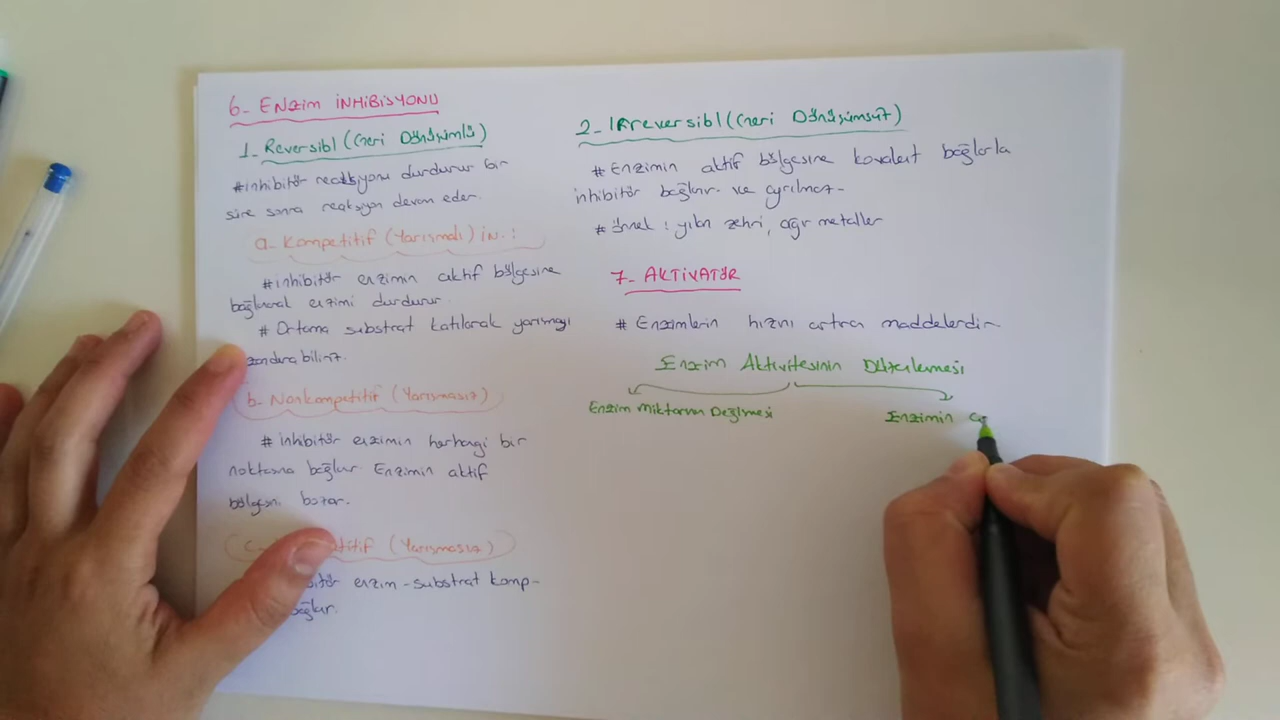 6- ENZİM İNHİBİSYONU
1- Reversibl (Geri Dönüşümlü)
# inhibitör reaksiyonu durdurur bir
süre sonra reaksiyon devam eder.
a- Kompetitif (Yarışmalı) in. :
# inhibitör enzimin aktif bölgesine
bağlanarak enzimi durdurur.
# Ortama substrat katılarak yarışmayı
kazandırabiliriz.
b- Nonkompetitif (Yarışmasız)
# inhibitör enzimin herhangi bir
noktasına bağlanır. Enzimin aktif
bölgesini bozar.
(Yarışmasız)
enzim-substrat komp-
bağlanır.
2- Irreversibl (Geri Dönüşümsüz)
# Enzimin aktif bölgesine kovalent bağlarla
inhibitör bağlanır ve ayrılmaz-
# Örnek : yılan zehri, ağır metaller
7- AKTİVATÖR
# Enzimlerin hızını artıran maddelerdir
Enzim Aktivitesinin Düzenlemesi
Enzim Miktarının Değişmesi
Enzimin